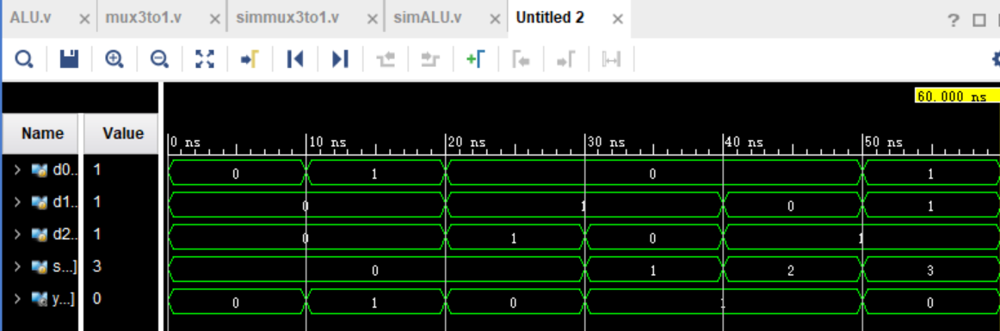 ALU.v × mux3to1.v × simmux3to1.v × simALU.v × Untitled 2 ×
?
60.000 ns
Name Value 0 ns 10 ns 20 ns 30 ns 40 ns 50 ns
d0.. 1 0 1 0 1
d1.. 1 0 1 0 1
d2.. 1 0 1 0 1
s...] 3 0 1 2 3
y...] 0 0 1 0 1 0